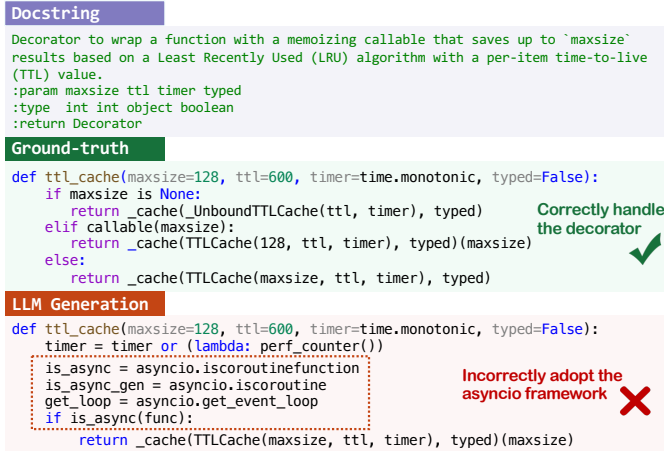 Docstring
Decorator to wrap a function with a memoizing callable that saves up to `maxsize`
results based on a Least Recently Used (LRU) algorithm with a per-item time-to-live
(TTL) value.
:param maxsize ttl timer typed
:type  int int object boolean
:return Decorator
Ground-truth
def ttl_cache(maxsize=128, ttl=600, timer=time.monotonic, typed=False):
    if maxsize is None:
        return _cache(_UnboundTTLCache(ttl, timer), typed)
    elif callable(maxsize):
        return _cache(TTLCache(128, ttl, timer), typed)(maxsize)
    else:
        return _cache(TTLCache(maxsize, ttl, timer), typed)
Correctly handle
the decorator
LLM Generation
def ttl_cache(maxsize=128, ttl=600, timer=time.monotonic, typed=False):
    timer = timer or (lambda: perf_counter())
    is_async = asyncio.iscoroutinefunction
    is_async_gen = asyncio.iscoroutine
    get_loop = asyncio.get_event_loop
    if is_async(func):
        return _cache(TTLCache(maxsize, ttl, timer), typed)(maxsize)
Incorrectly adopt the
asyncio framework